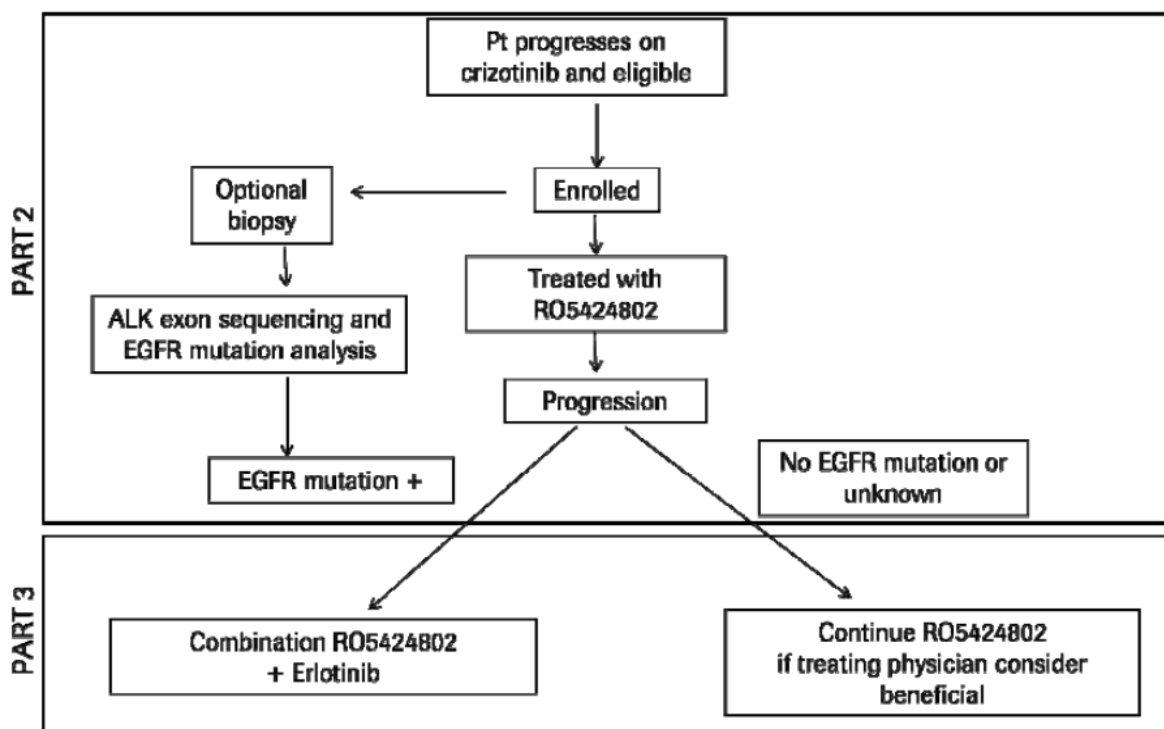 PART 2
Pt progresses on
crizotinib and eligible
Optional
biopsy
Enrolled
Treated with
RO5424802
ALK exon sequencing and
EGFR mutation analysis
Progression
EGFR mutation +
No EGFR mutation or
unknown
PART 3
Combination RO5424802
+ Erlotinib
Continue RO5424802
if treating physician consider
beneficial